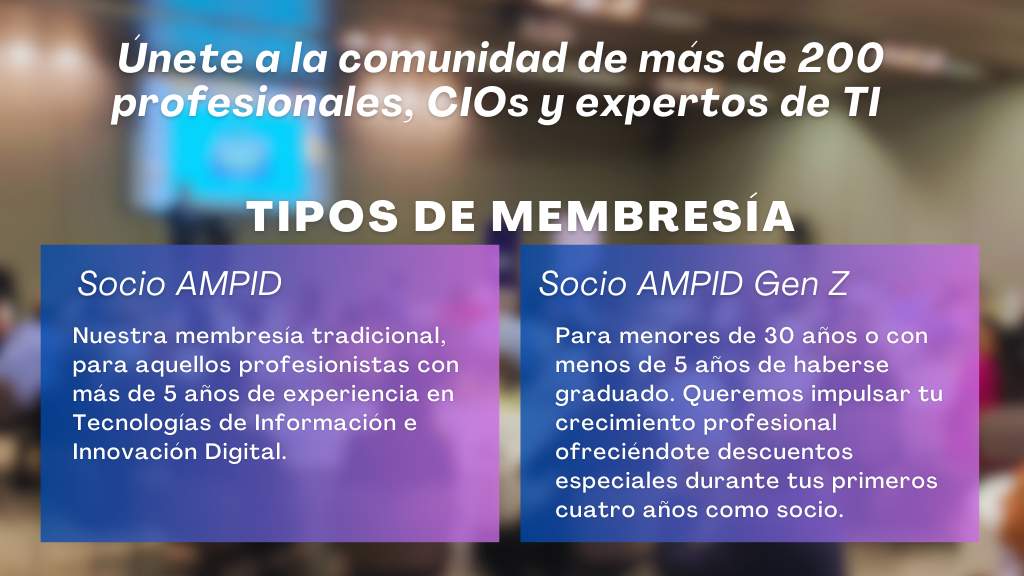 Únete a la comunidad de más de 200
profesionales, CIOs y expertos de TI
TIPOS DE MEMBRESÍA
Socio AMPID
Nuestra membresía tradicional,
para aquellos profesionistas con
más de 5 años de experiencia en
Tecnologías de Información e
Innovación Digital.
Socio AMPID Gen Z
Para menores de 30 años o con
menos de 5 años de haberse
graduado. Queremos impulsar tu
crecimiento profesional
ofreciéndote descuentos
especiales durante tus primeros
cuatro años como socio.